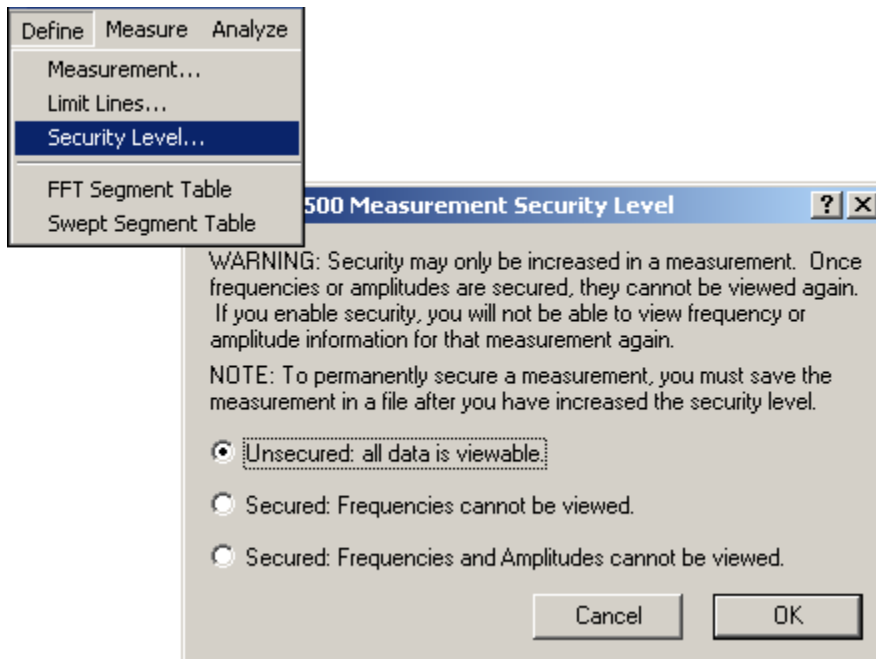 Define Measure Analyze
Measurement...
Limit Lines...
Security Level...
FFT Segment Table
Swept Segment Table
500 Measurement Security Level
WARNING: Security may only be increased in a measurement. Once
frequencies or amplitudes are secured, they cannot be viewed again.
If you enable security, you will not be able to view frequency or
amplitude information for that measurement again.
NOTE: To permanently secure a measurement, you must save the
measurement in a file after you have increased the security level.
Unsecured: all data is viewable.
Secured: Frequencies cannot be viewed.
Secured: Frequencies and Amplitudes cannot be viewed.
Cancel OK